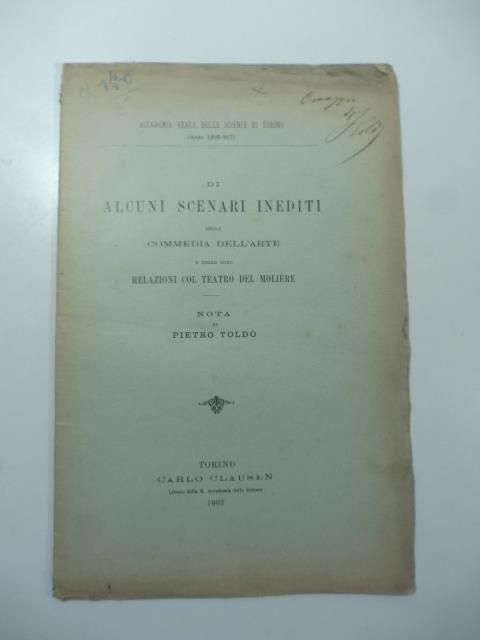 Omaggio
ACCADEMIA REALE DELLE SCIENZE DI TORINO
(Anno 1906-907)
DI
ALCUNI SCENARI INEDITI
DELLA
COMMEDIA DELL'ARTE
E DELLE LORO
RELAZIONI COL TEATRO DEL MOLIÈRE
NOTA
DI
PIETRO TOLDO
TORINO
CARLO CLAUSEN
Libraio della R. Accademia delle Scienze
1907